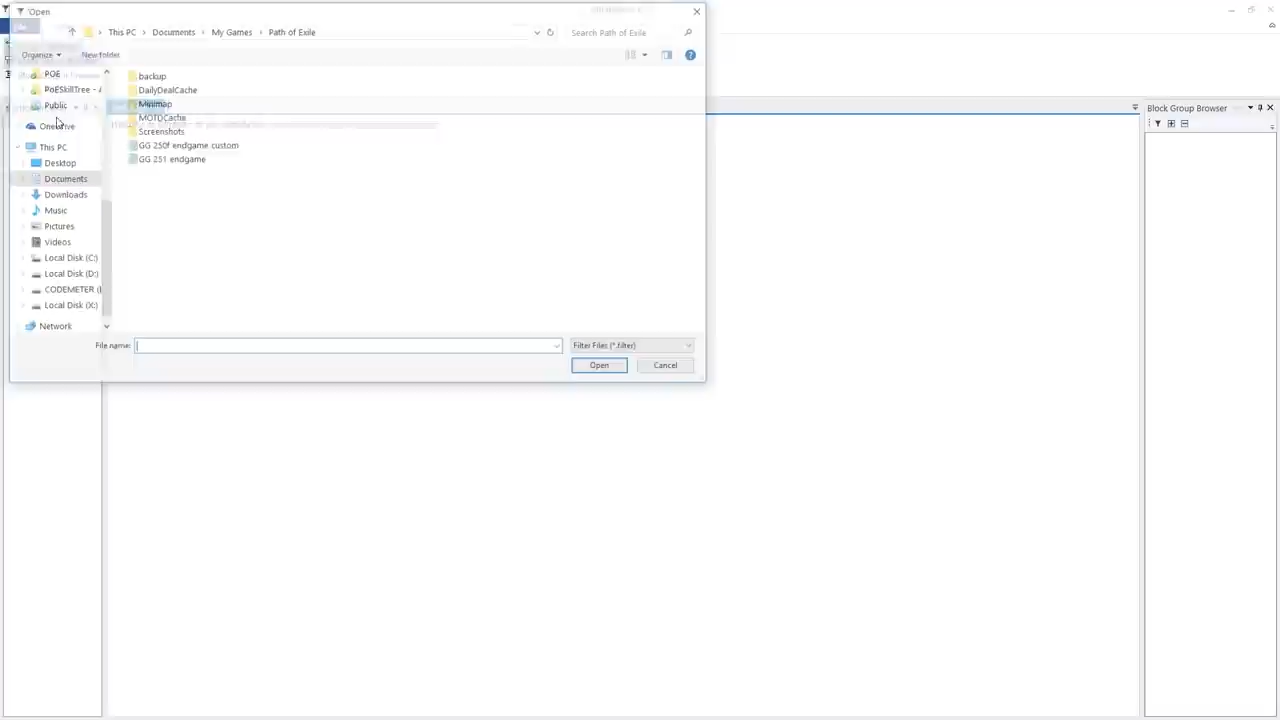 Open
This PC > Documents > My Games > Path of Exile
Search Path of Exile
Organize
New folder
POE
PoESkillTree - A
Public
OneDrive
This PC
Desktop
Documents
Downloads
Music
Pictures
Videos
Local Disk (C:)
Local Disk (D:)
CODEMETER (
Local Disk (X:)
Network
backup
DailyDealCache
Minimap
MOTDCache
Screenshots
GG 250f endgame custom
GG 251 endgame
File name:
Filter Files (*.filter)
Open
Cancel
Block Group Browser